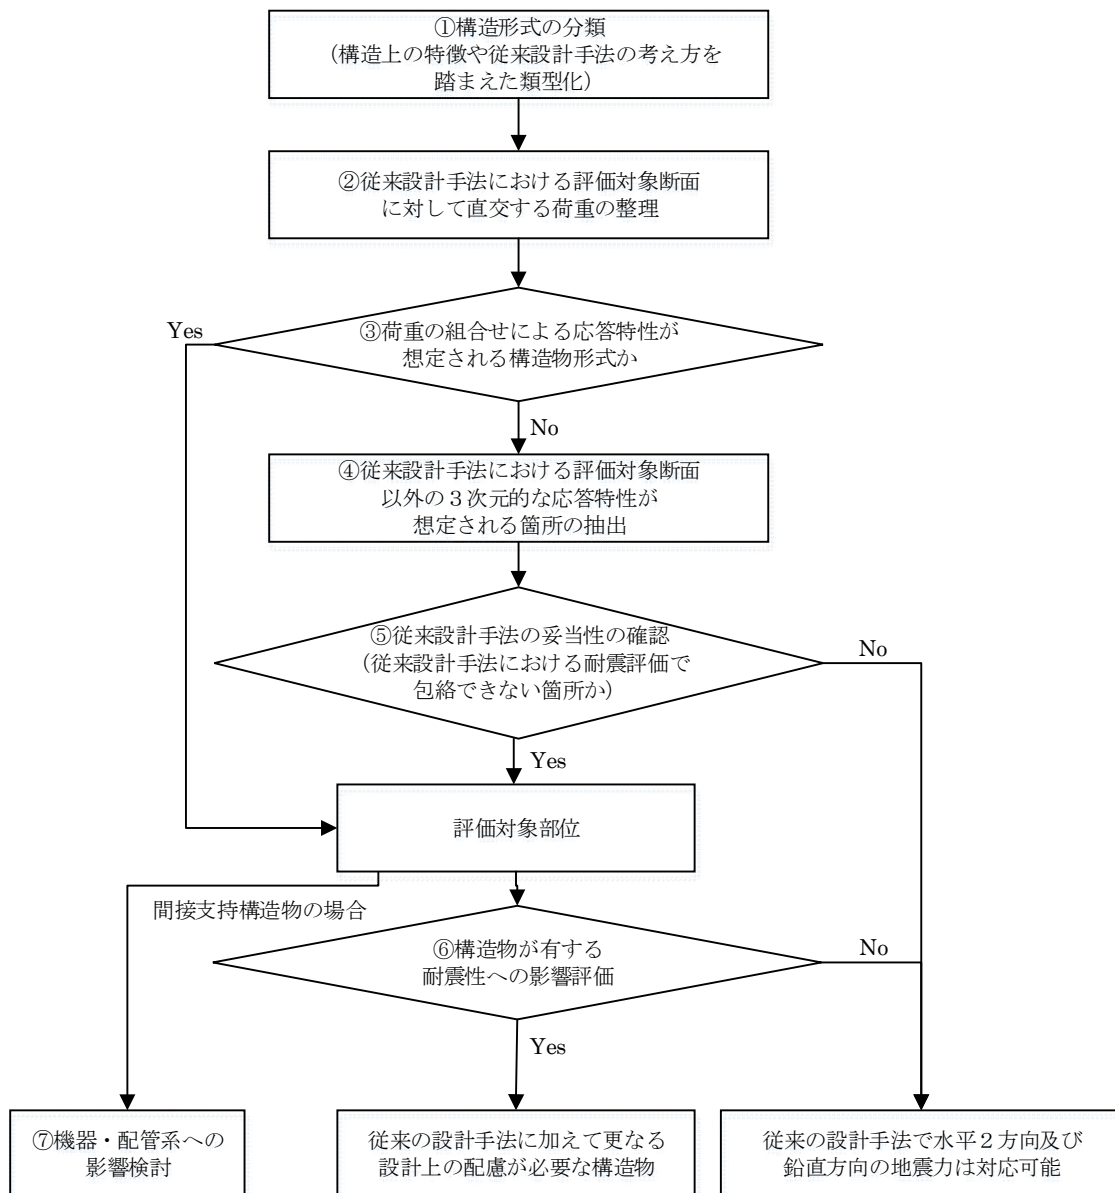 ①構造形式の分類
（構造上の特徴や従来設計手法の考え方を
踏まえた類型化）
②従来設計手法における評価対象断面
に対して直交する荷重の整理
Yes
③荷重の組合せによる応答特性が
想定される構造物形式か
No
④従来設計手法における評価対象断面
以外の３次元的な応答特性が
想定される箇所の抽出
⑤従来設計手法の妥当性の確認
（従来設計手法における耐震評価で
包絡できない箇所か）
No
Yes
評価対象部位
間接支持構造物の場合
⑥構造物が有する
耐震性への影響評価
No
Yes
⑦機器・配管系への
影響検討
従来の設計手法に加えて更なる
設計上の配慮が必要な構造物
従来の設計手法で水平２方向及び
鉛直方向の地震力は対応可能